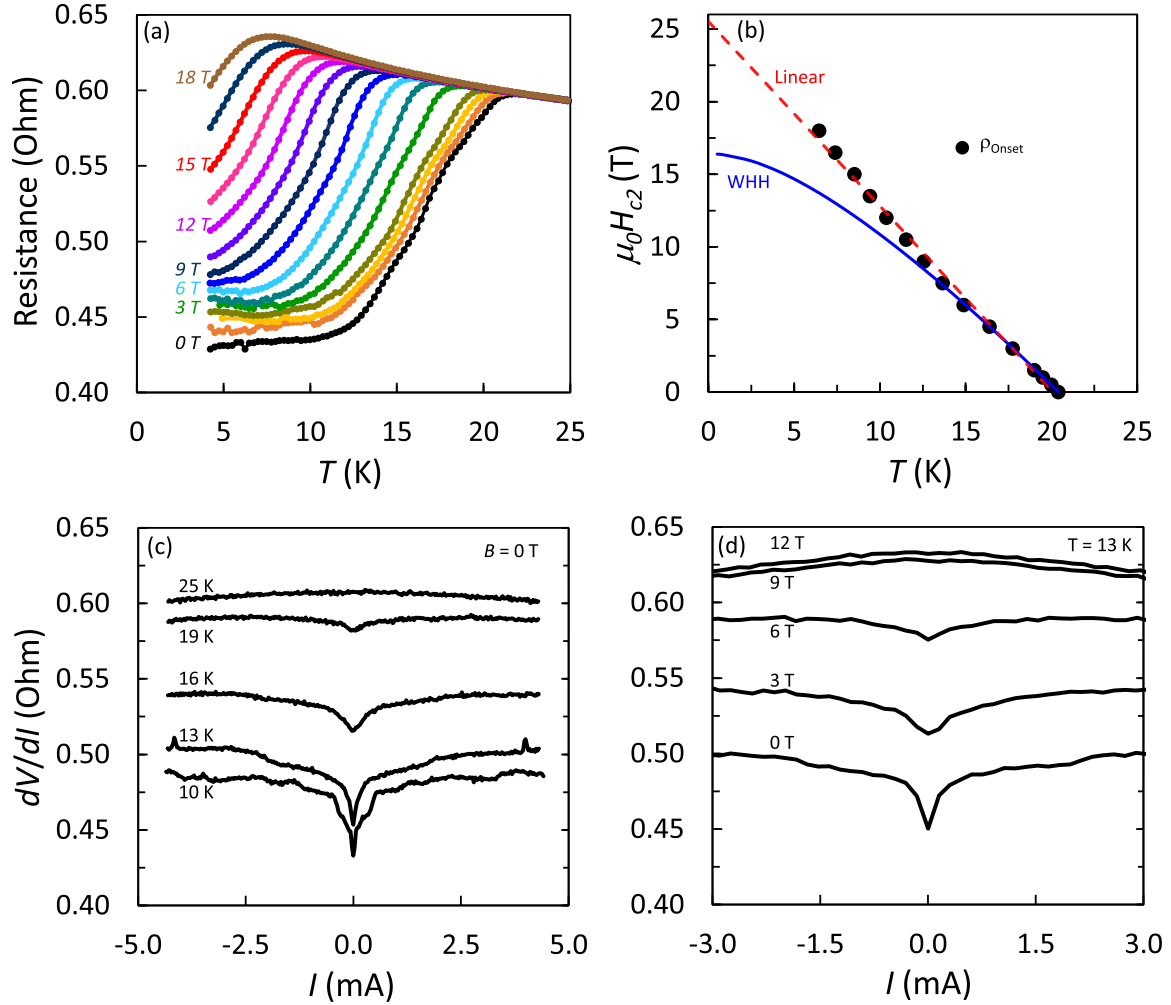 (a)
0.65
0.60
0.55
0.50
0.45
0.40
Resistance (Ohm)
18 T
15 T
12 T
9 T
6 T
3 T
0 T
0
5
10
15
20
25
T (K)
(b)
25
20
15
10
5
0
μ0Hc2 (T)
Linear
WHH
ρOnset
0
5
10
15
20
25
T (K)
(c)
B = 0 T
0.65
0.60
0.55
0.50
0.45
0.40
dV/dI (Ohm)
25 K
19 K
16 K
13 K
10 K
-5.0
-2.5
0.0
2.5
5.0
I (mA)
(d)
T = 13 K
0.65
0.60
0.55
0.50
0.45
0.40
12 T
9 T
6 T
3 T
0 T
-3.0
-1.5
0.0
1.5
3.0
I (mA)